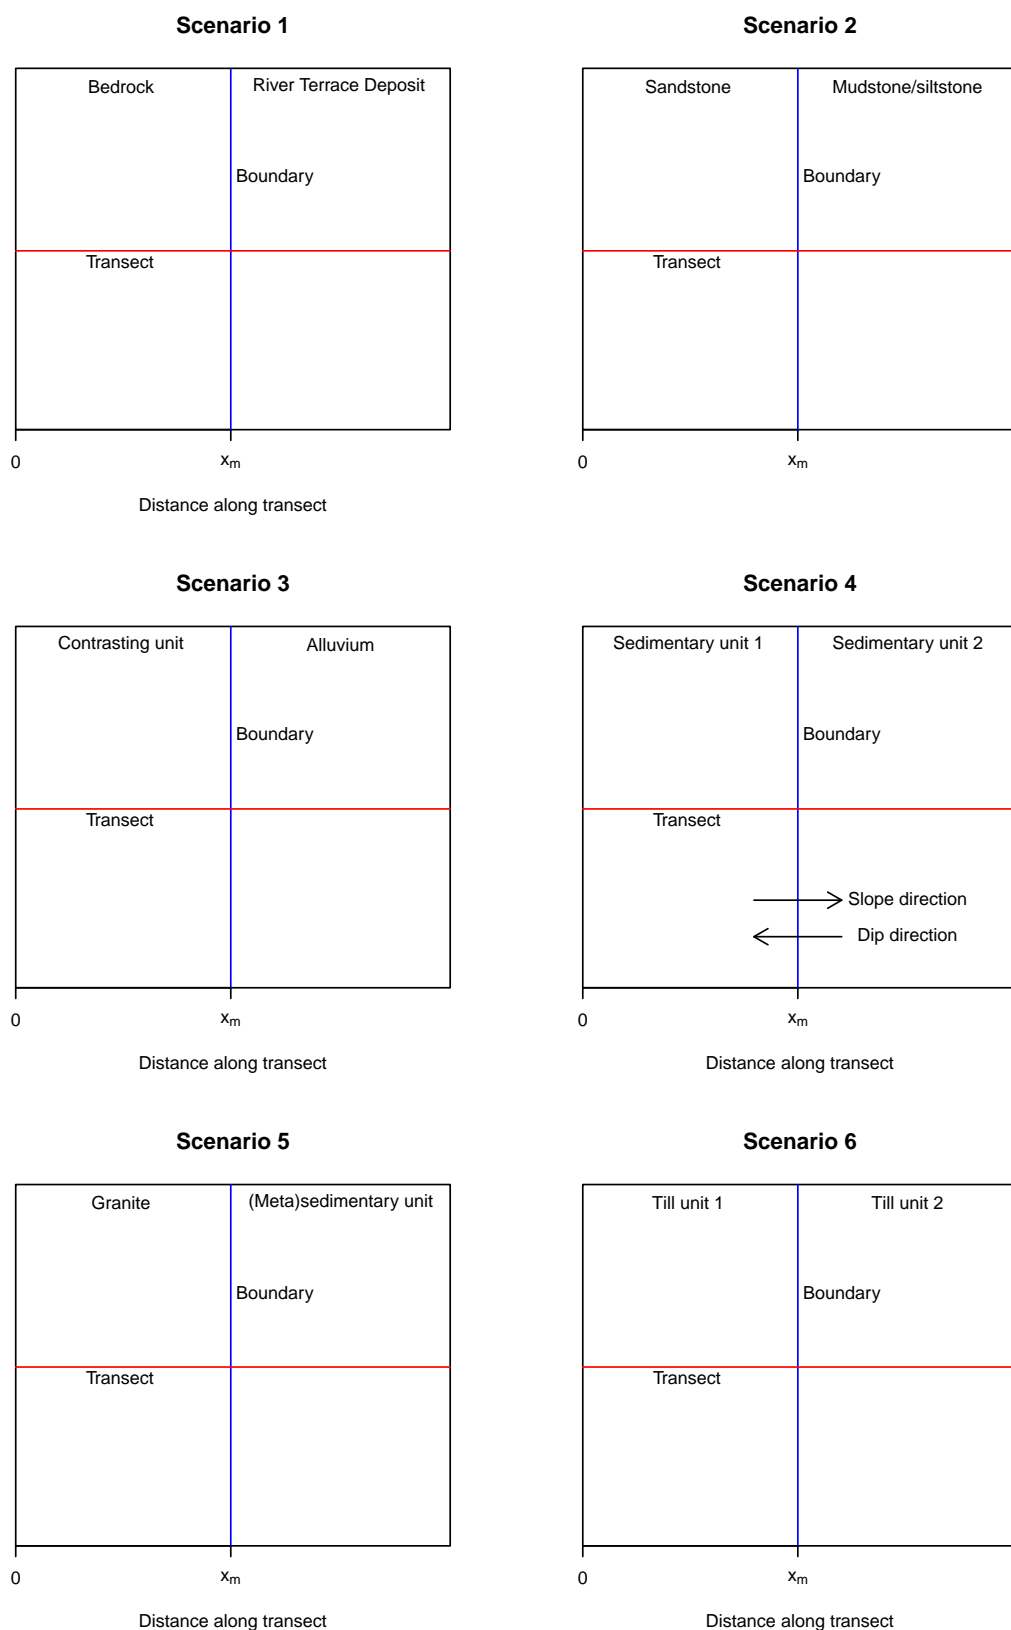 Scenario 1
Bedrock
River Terrace Deposit
Boundary
Transect
0
xm
Distance along transect
Scenario 2
Sandstone
Mudstone/siltstone
Boundary
Transect
0
xm
Scenario 3
Contrasting unit
Alluvium
Boundary
Transect
0
xm
Distance along transect
Scenario 4
Sedimentary unit 1
Sedimentary unit 2
Boundary
Transect
Slope direction
Dip direction
0
xm
Distance along transect
Scenario 5
Granite
(Meta)sedimentary unit
Boundary
Transect
0
xm
Distance along transect
Scenario 6
Till unit 1
Till unit 2
Boundary
Transect
0
xm
Distance along transect